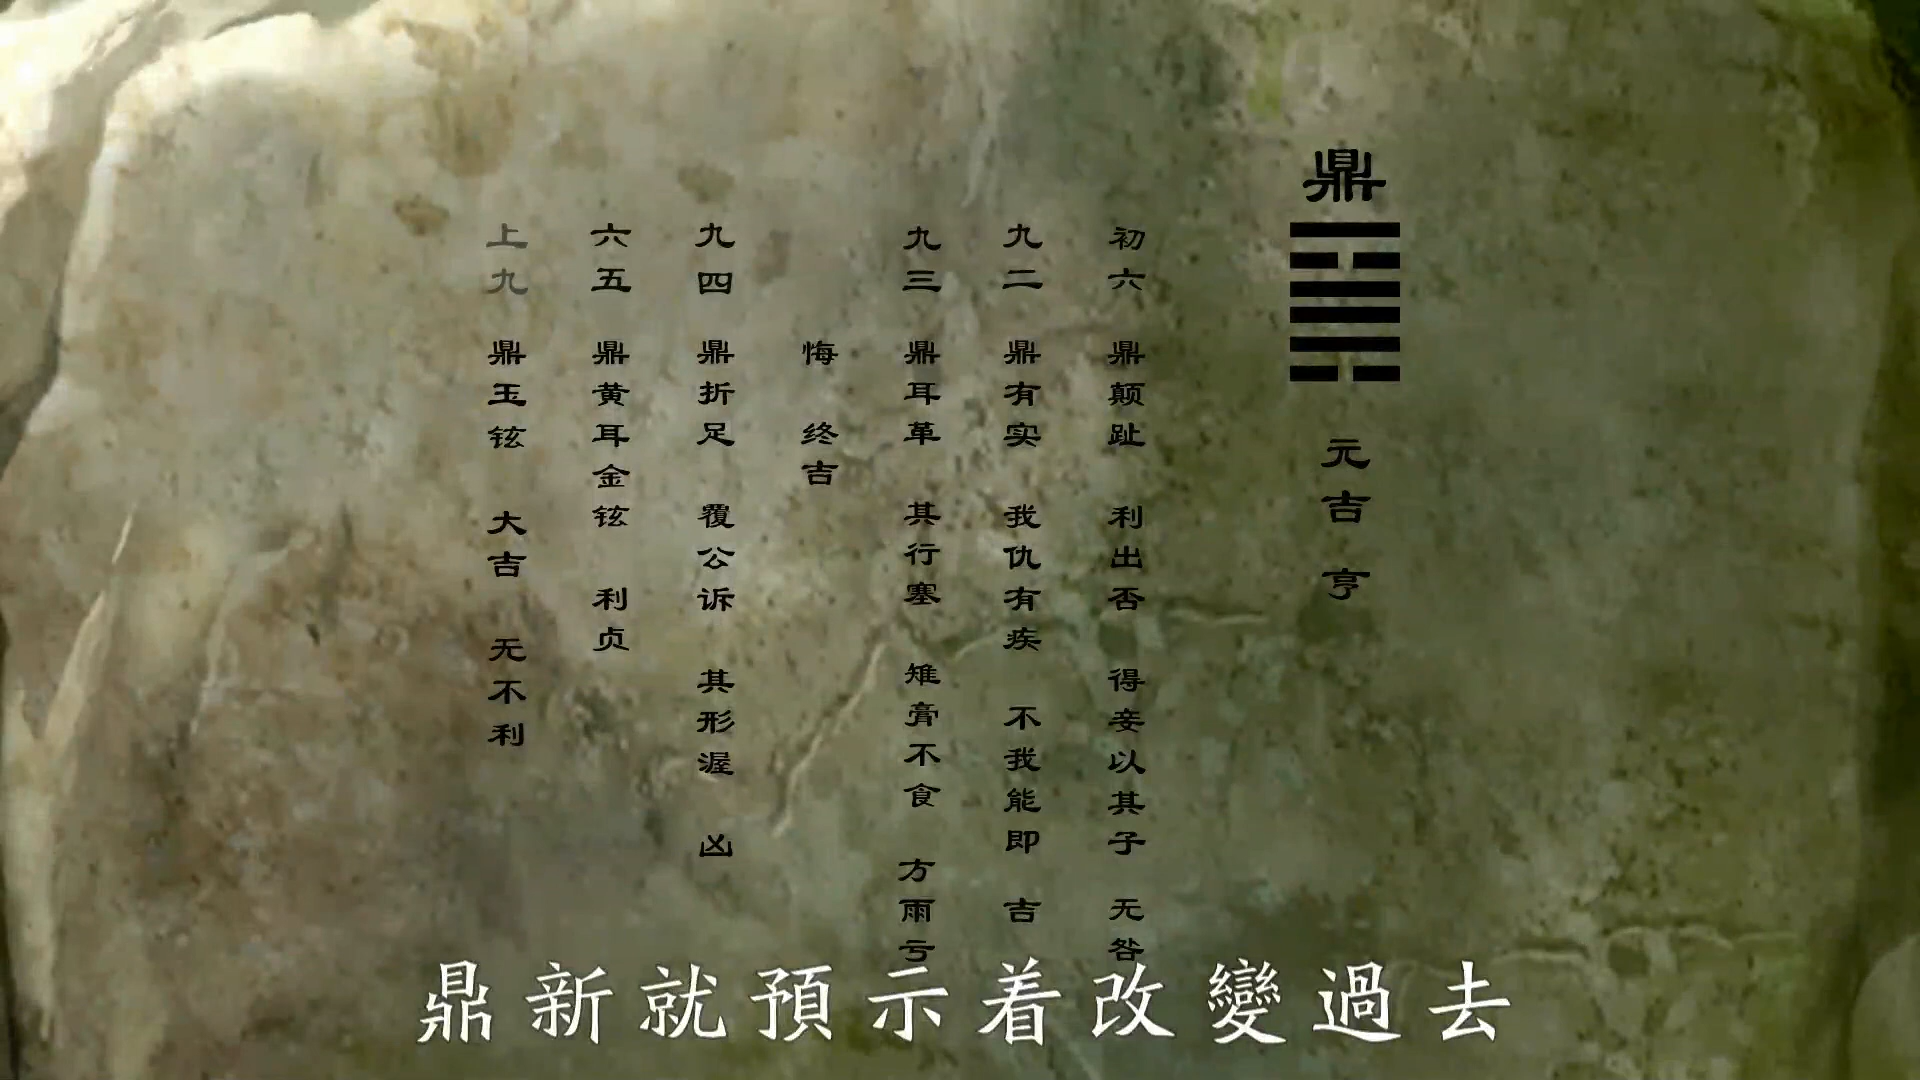 鼎
元吉 亨
初六 鼎颠趾 利出否 得妾以其子 无咎
九二 鼎有实 我仇有疾 不我能即 吉
九三 鼎耳革 其行塞 雉膏不食 方雨亏
悔 终吉
九四 鼎折足 覆公诉 其形渥 凶
六五 鼎黄耳金铉 利贞
上九 鼎玉铉 大吉 无不利
鼎新就預示着改變過去